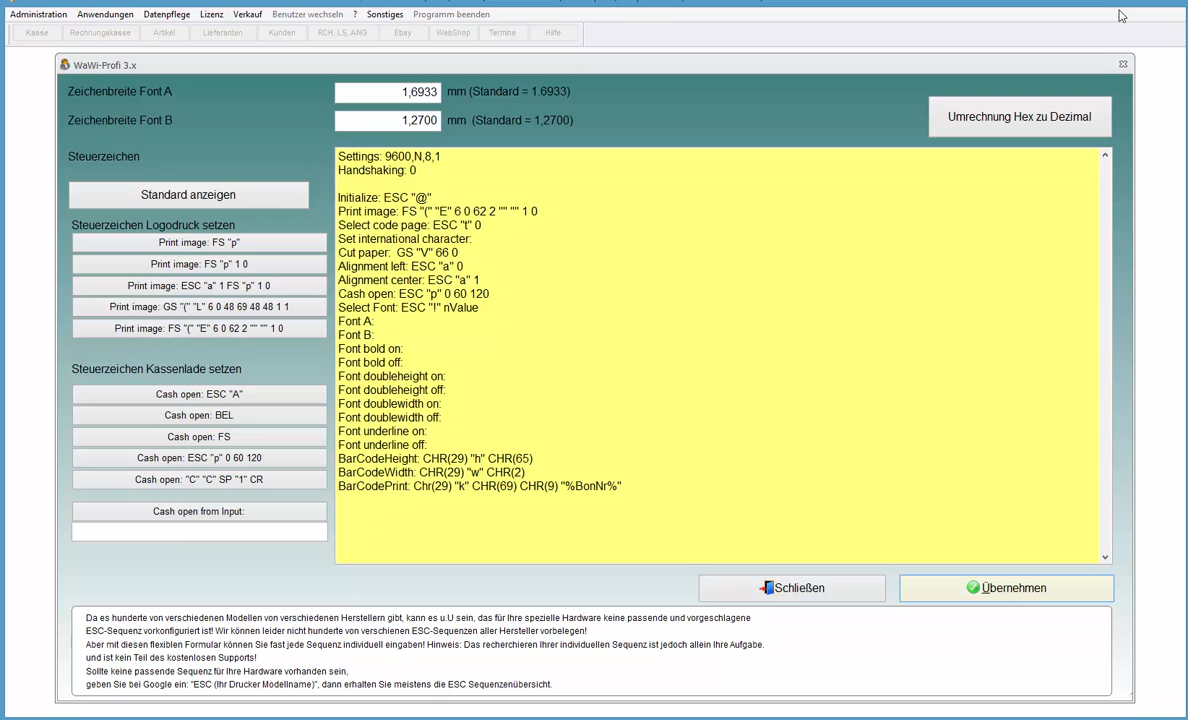 Administration Anwendungen Datenpflege Lizenz Verkauf Benutzer wechseln ? Sonstiges Programm beenden
Kasse Rechnungskasse Artikel Lieferanten Kunden RCH, LS, ANG Ebay WebShop Termine Hilfe
WaWi-Profi 3.x
Zeichenbreite Font A 1,6933 mm (Standard = 1.6933)
Zeichenbreite Font B 1,2700 mm (Standard = 1,2700)
Umrechnung Hex zu Dezimal
Steuerzeichen
Standard anzeigen
Steuerzeichen Logodruck setzen
Print image: FS "p"
Print image: FS "p" 1 0
Print image: ESC "a" 1 FS "p" 1 0
Print image: GS "(" "L" 6 0 48 69 48 48 1 1
Print image: FS "(" "E" 6 0 62 2 "" "" 1 0
Steuerzeichen Kassenlade setzen
Cash open: ESC "A"
Cash open: BEL
Cash open: FS
Cash open: ESC "p" 0 60 120
Cash open: "C" "C" SP "1" CR
Cash open from Input:
Settings: 9600,N,8,1
Handshaking: 0
Initialize: ESC "@"
Print image: FS "(" "E" 6 0 62 2 "" "" 1 0
Select code page: ESC "t" 0
Set international character:
Cut paper: GS "V" 66 0
Alignment left: ESC "a" 0
Alignment center: ESC "a" 1
Cash open: ESC "p" 0 60 120
Select Font: ESC "!" nValue
Font A:
Font B:
Font bold on:
Font bold off:
Font doubleheight on:
Font doubleheight off:
Font doublewidth on:
Font doublewidth off:
Font underline on:
Font underline off:
BarCodeHeight: CHR(29) "h" CHR(65)
BarCodeWidth: CHR(29) "w" CHR(2)
BarCodePrint: Chr(29) "k" CHR(69) CHR(9) "%BonNr%"
Schließen Übernehmen
Da es hunderte von verschiedenen Modellen von verschiedenen Herstellern gibt, kann es u.U sein, das für Ihre spezielle Hardware keine passende und vorgeschlagene
ESC-Sequenz vorkonfiguriert ist! Wir können leider nicht hunderte von verschienen ESC-Sequenzen aller Hersteller vorbelegen!
Aber mit diesen flexiblen Formular können Sie fast jede Sequenz individuell eingaben! Hinweis: Das recherchieren Ihrer individuellen Sequenz ist jedoch allein Ihre Aufgabe.
und ist kein Teil des kostenlosen Supports!
Sollte keine passende Sequenz für Ihre Hardware vorhanden sein,
geben Sie bei Google ein: "ESC (Ihr Drucker Modellname)", dann erhalten Sie meistens die ESC Sequenzenübersicht.